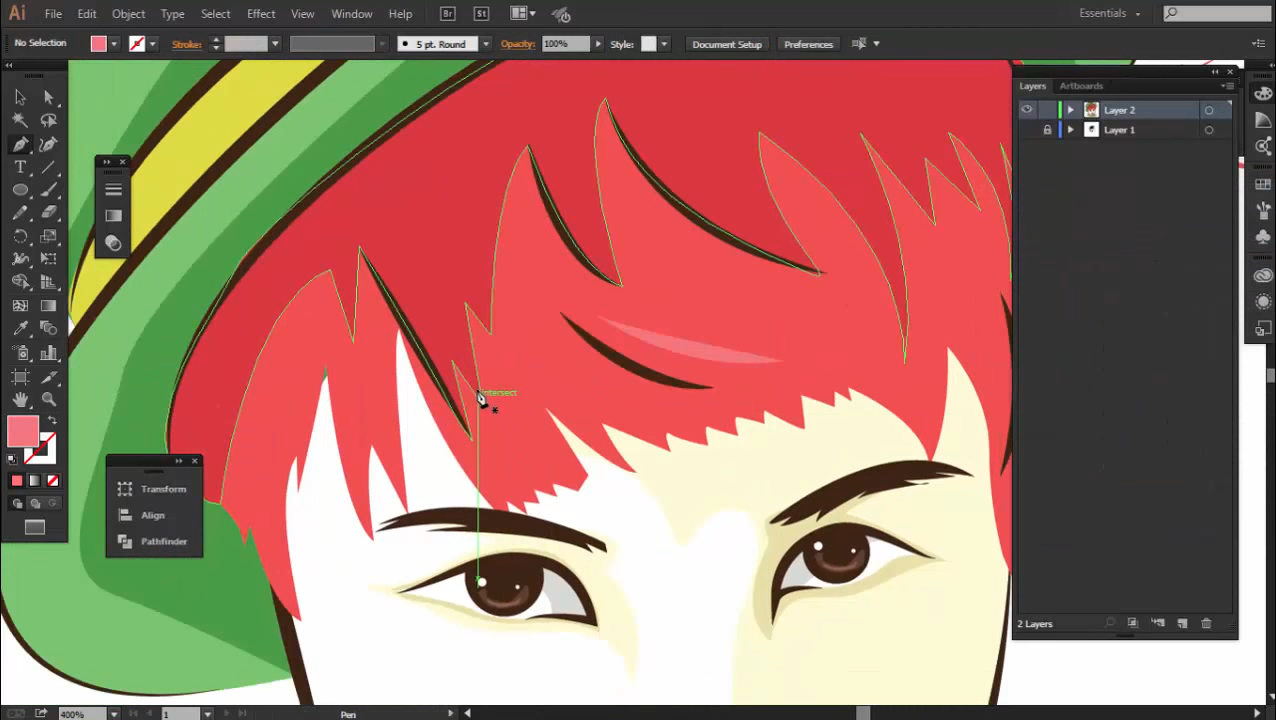 Ai File Edit Object Type Select Effect View Window Help Br St Essentials
No Selection Stroke: 5 pt. Round Opacity: 100% Style: Document Setup Preferences
Layers Artboards
Layer 2
Layer 1
intersect
Transform
Align
Pathfinder
2 Layers
400% 1 Pen